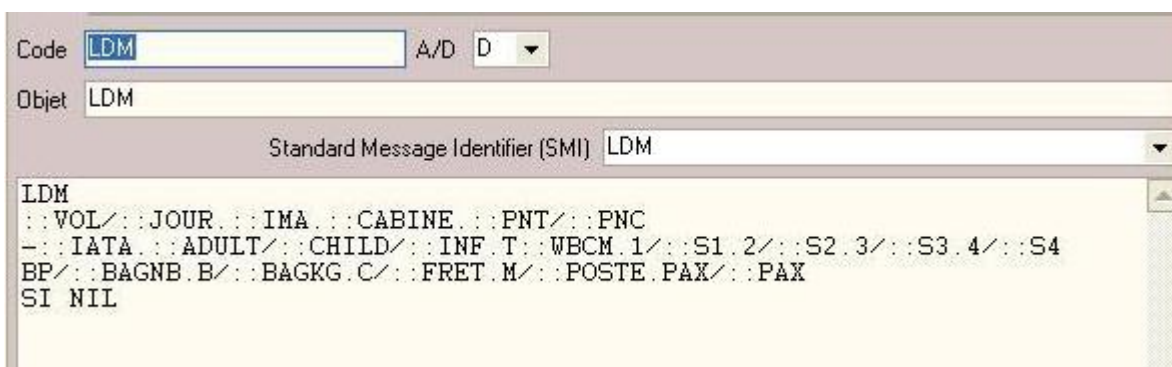 Code LDM A/D D
Objet LDM
Standard Message Identifier (SMI) LDM
LDM
::VOL/::JOUR.::IMA.::CABINE.::PNT/::PNC
-::IATA.::ADULT/::CHILD/::INF.T::WBCM.1/::S1.2/::S2.3/::S3.4/::S4
BP/::BAGNB.B/::BAGKG.C/::FRET.M/::POSTE.PAX/::PAX
SI NIL